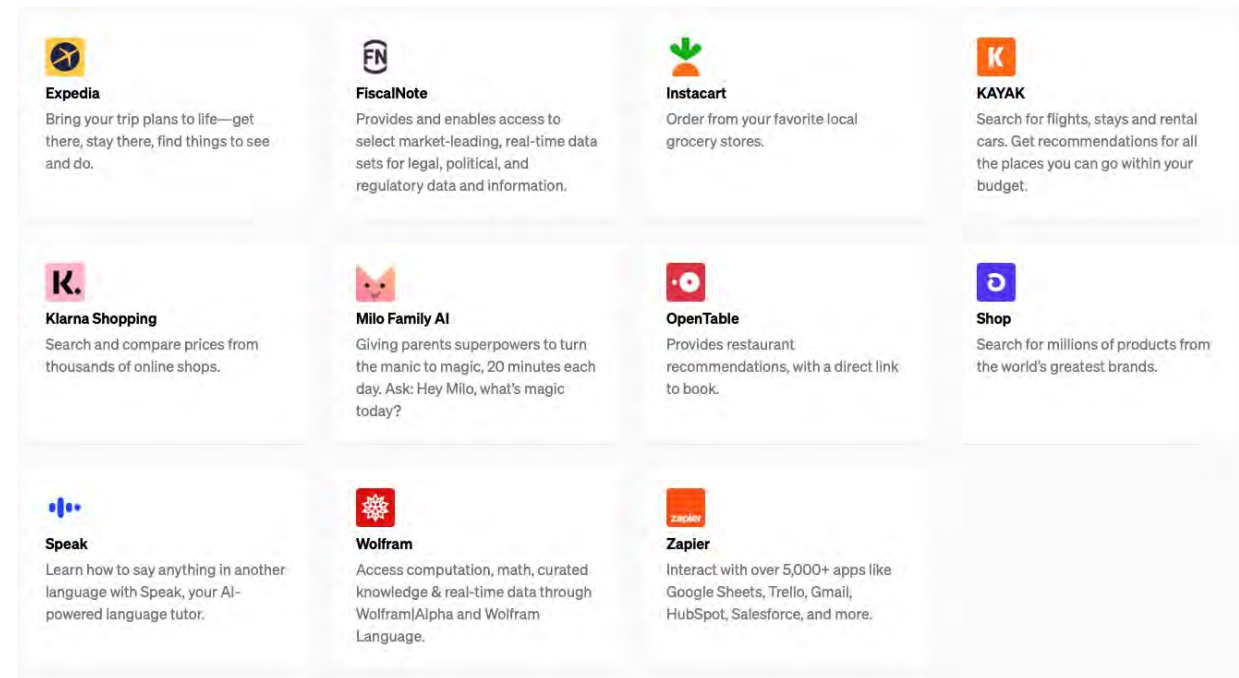 FN
K
Expedia
Bring your trip plans to life—get
there, stay there, find things to see
and do.
FiscalNote
Provides and enables access to
select market-leading, real-time data
sets for legal, political, and
regulatory data and information.
Instacart
Order from your favorite local
grocery stores.
KAYAK
Search for flights, stays and rental
cars. Get recommendations for all
the places you can go within your
budget.
K.
Klarna Shopping
Search and compare prices from
thousands of online shops.
Milo Family AI
Giving parents superpowers to turn
the manic to magic, 20 minutes each
day. Ask: Hey Milo, what's magic
today?
OpenTable
Provides restaurant
recommendations, with a direct link
to book.
Shop
Search for millions of products from
the world's greatest brands.
Speak
Learn how to say anything in another
language with Speak, your AI-
powered language tutor.
Wolfram
Access computation, math, curated
knowledge & real-time data through
Wolfram|Alpha and Wolfram
Language.
zapier
Zapier
Interact with over 5,000+ apps like
Google Sheets, Trello, Gmail,
HubSpot, Salesforce, and more.